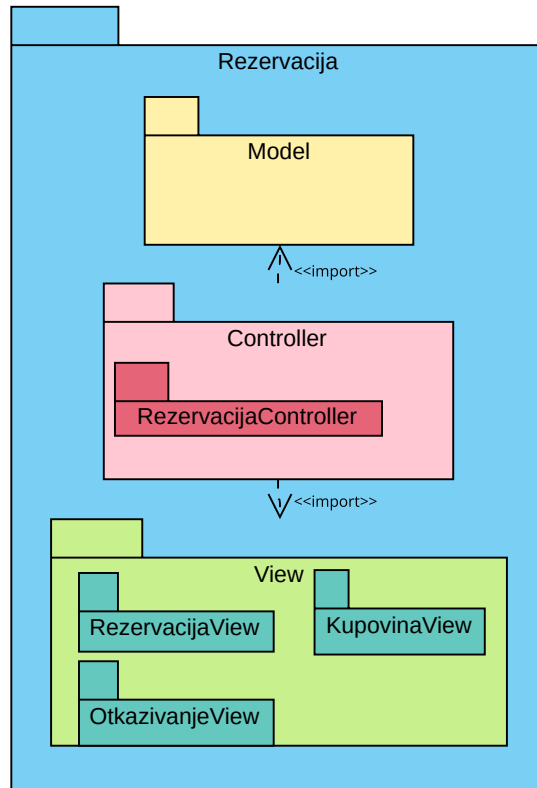 Rezervacija
Model
<<import>>
Controller
RezervacijaController
<<import>>
View
RezervacijaView
KupovinaView
OtkazivanjeView